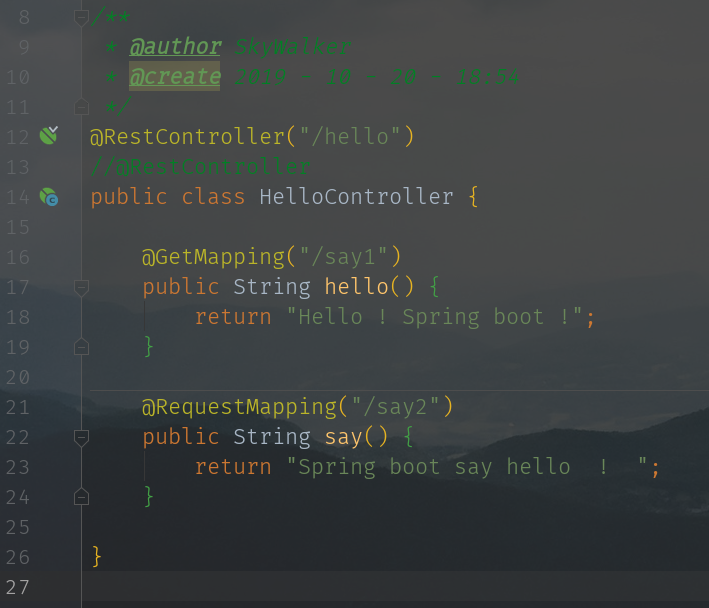 8 /**
9 * @author SkyWalker
10 * @create 2019 - 10 - 20 - 18:54
11 */
12 @RestController("/hello")
13 //@RestController
14 public class HelloController {
15
16 @GetMapping("/say1")
17 public String hello() {
18 return "Hello ! Spring boot !";
19 }
20
21 @RequestMapping("/say2")
22 public String say() {
23 return "Spring boot say hello  !  ";
24 }
25
26 }
27